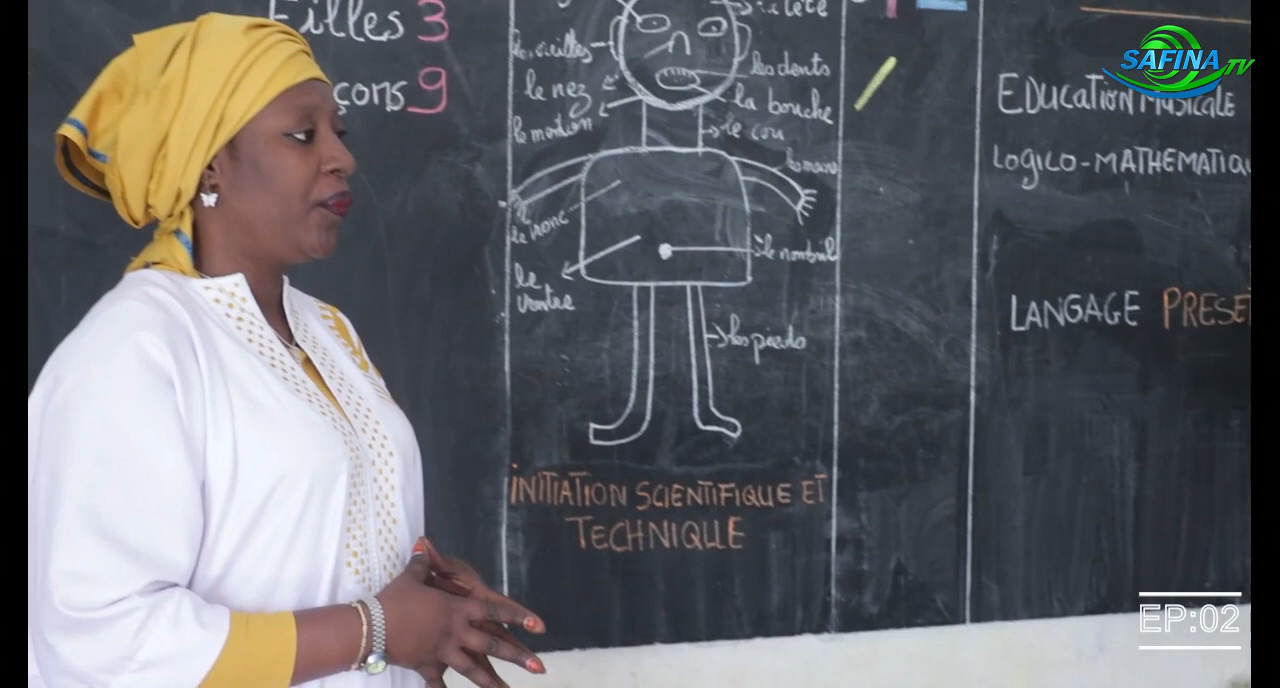 Filles 3
çons 9
la tête
les dents
le nez
la bouche
le menton
le cou
les mains
le tronc
le nombril
le ventre
les pieds
INITIATION SCIENTIFIQUE ET
TECHNIQUE
EDUCATION MUSICALE
LOGICO-MATHEMATIQU
LANGAGE PRESE
SAFINA TV
EP:02